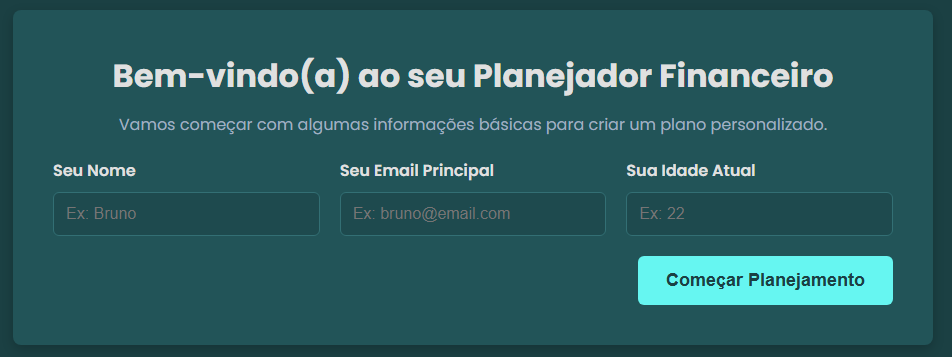 Bem-vindo(a) ao seu Planejador Financeiro
Vamos começar com algumas informações básicas para criar um plano personalizado.
Seu Nome
Seu Email Principal
Sua Idade Atual
Ex: Bruno
Ex: bruno@email.com
Ex: 22
Começar Planejamento